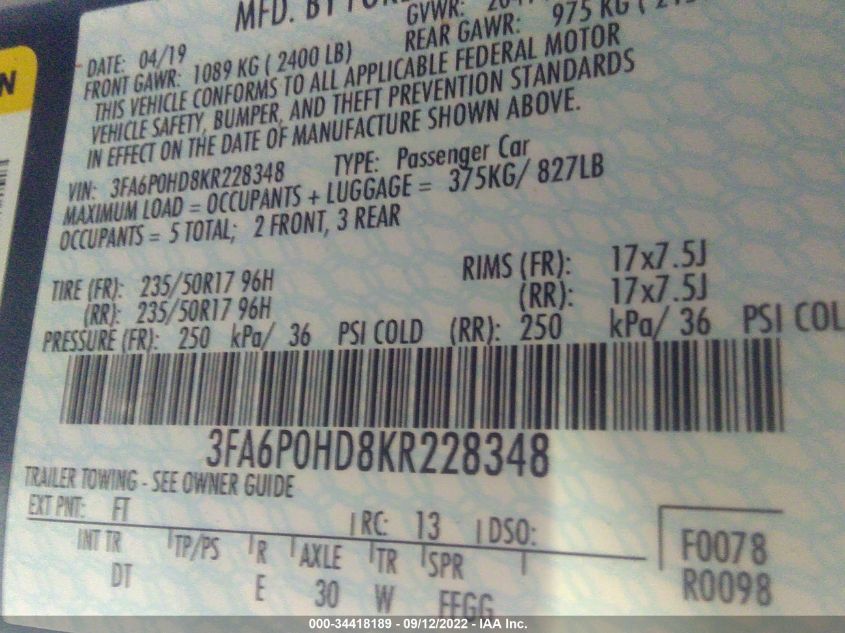 MFD. BY FORD
GVWR:
DATE: 04/19
FRONT GAWR: 1089 KG ( 2400 LB)
REAR GAWR: 975 KG (
THIS VEHICLE CONFORMS TO ALL APPLICABLE FEDERAL MOTOR
VEHICLE SAFETY, BUMPER, AND THEFT PREVENTION STANDARDS
IN EFFECT ON THE DATE OF MANUFACTURE SHOWN ABOVE.
VIN: 3FA6P0HD8KR228348 TYPE: Passenger Car
MAXIMUM LOAD = OCCUPANTS + LUGGAGE = 375KG/ 827LB
OCCUPANTS = 5 TOTAL; 2 FRONT, 3 REAR
TIRE (FR): 235/50R17 96H RIMS (FR): 17x7.5J
(RR): 235/50R17 96H (RR): 17x7.5J
PRESSURE (FR): 250 kPa/ 36 PSI COLD (RR): 250 kPa/ 36 PSI COL
3FA6P0HD8KR228348
TRAILER TOWING - SEE OWNER GUIDE
EXT PNT: FT RC: 13 DSO:
INT TR TP/PS R AXLE TR SPR
DT E 30 W FFGG
F0078
R0098
000-34418189 - 09/12/2022 - IAA Inc.